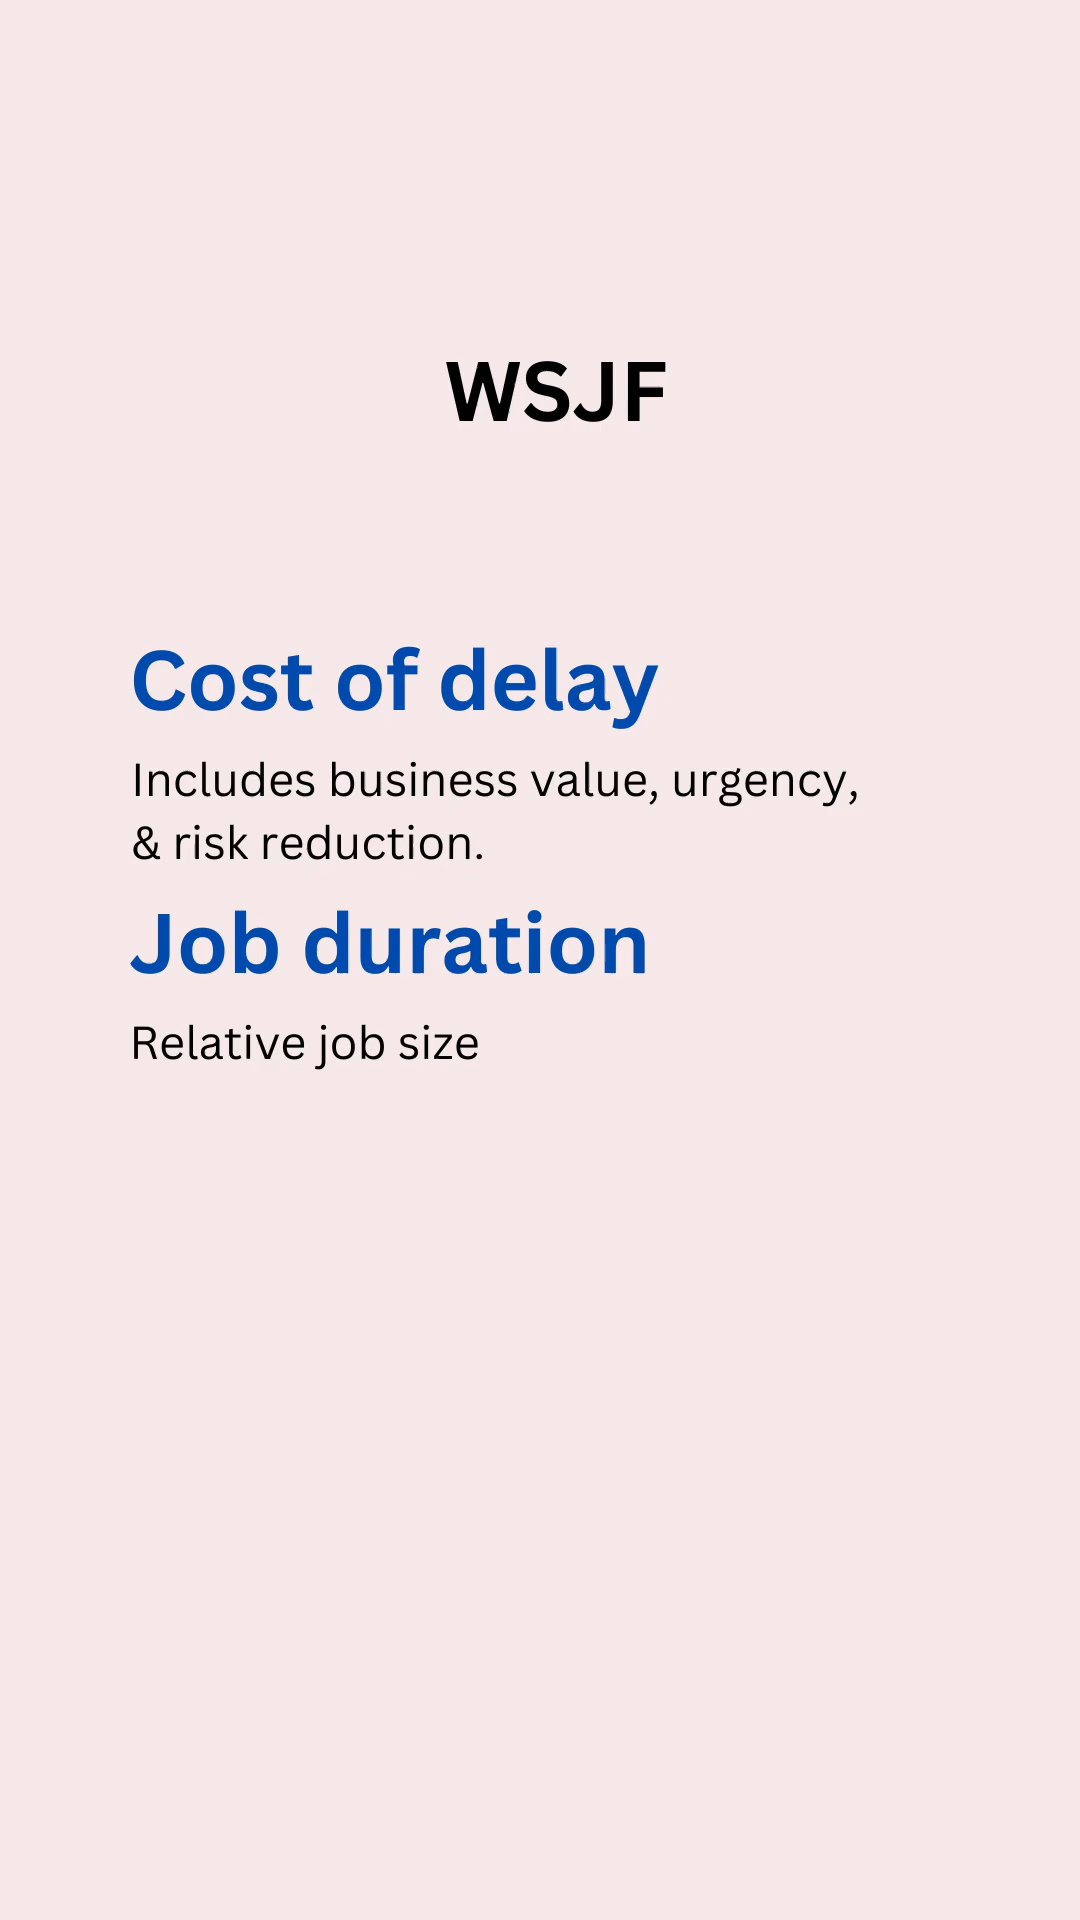 WSJF
Cost of delay
Includes business value, urgency,
& risk reduction.
Job duration
Relative job size